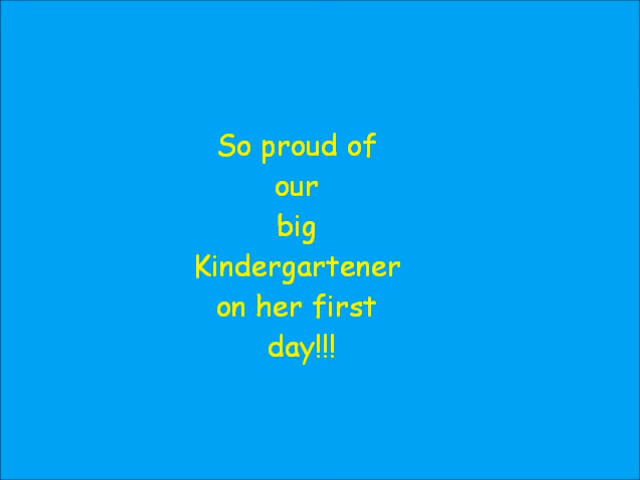 So proud of
our
big
Kindergartener
on her first
day!!!